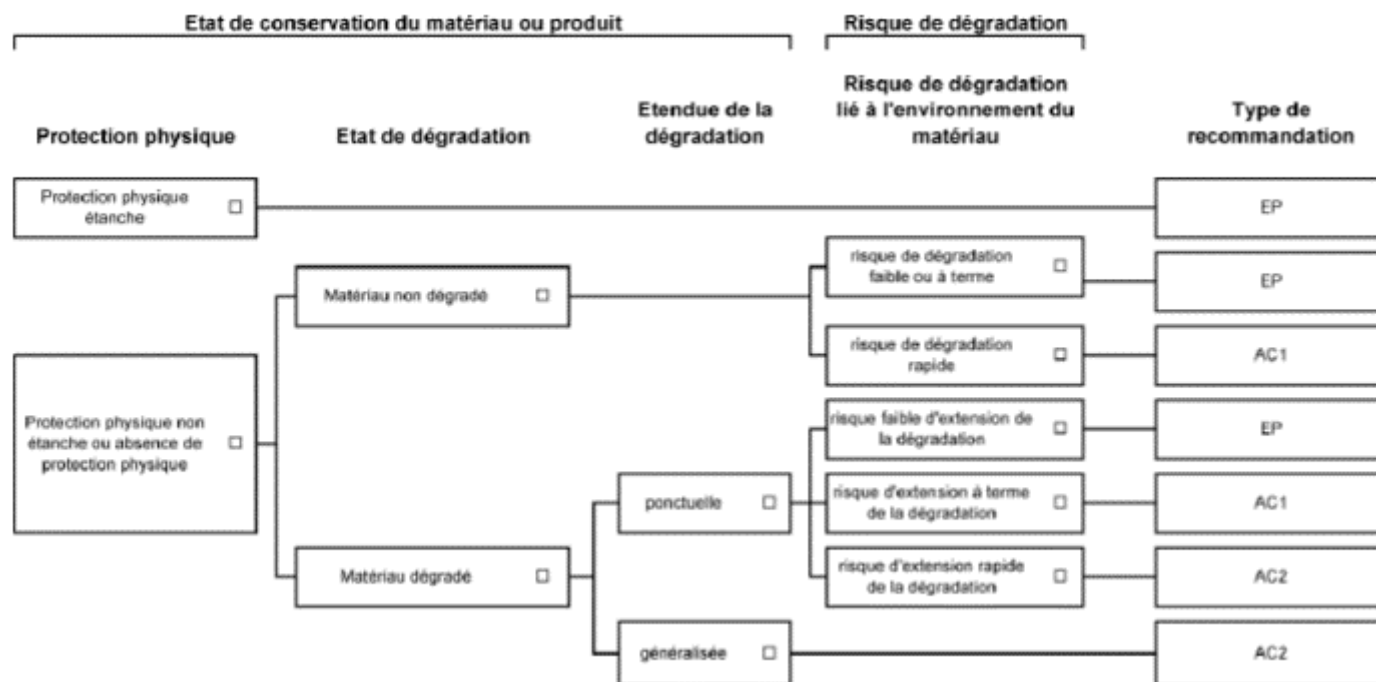 Etat de conservation du matériau ou produit
Risque de dégradation
Protection physique
Etat de dégradation
Etendue de la
dégradation
Risque de dégradation
lié à l'environnement du
matériau
Type de
recommandation
Protection physique
étanche
EP
Matériau non dégradé
risque de dégradation
faible ou à terme
EP
risque de dégradation
rapide
AC1
Protection physique non
étanche ou absence de
protection physique
risque faible d'extension de
la dégradation
EP
ponctuelle
risque d'extension à terme
de la dégradation
AC1
Matériau dégradé
risque d'extension rapide
de la dégradation
AC2
généralisée
AC2